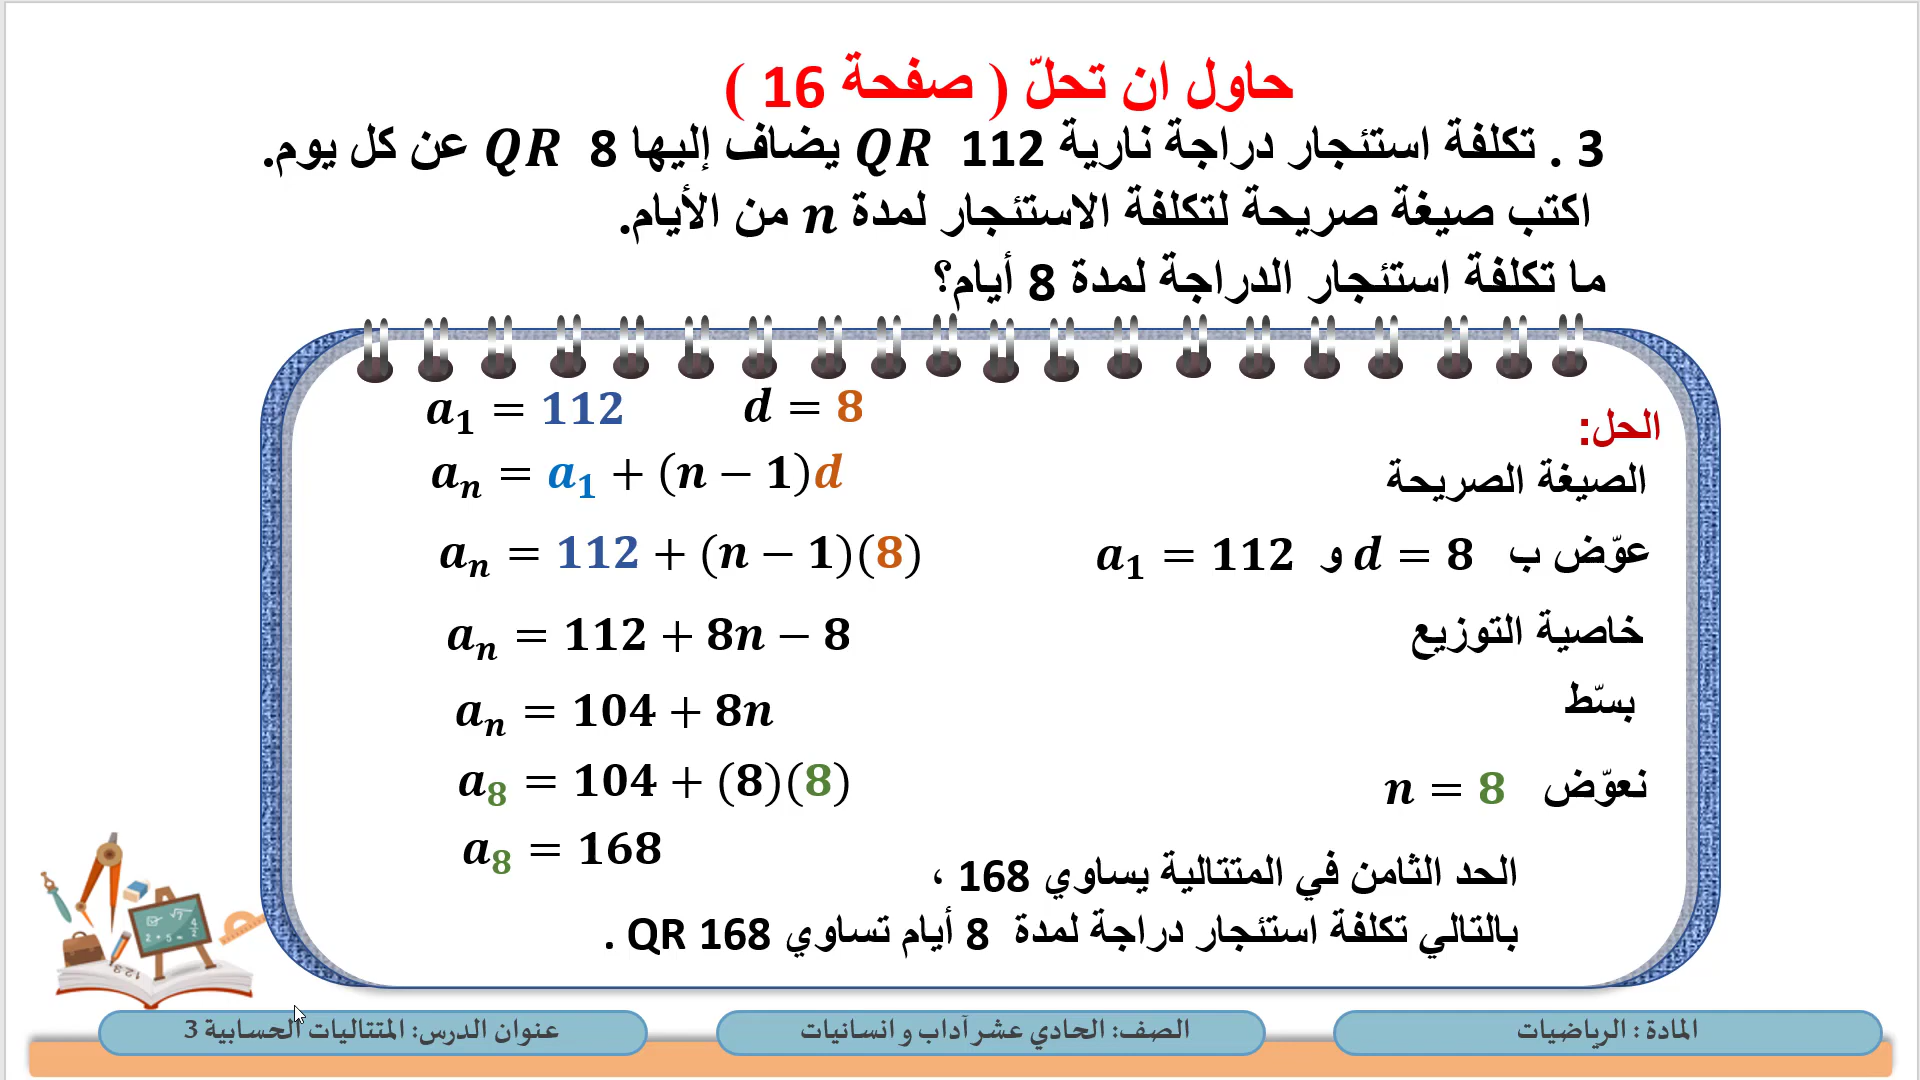 حاول ان تحلّ ( صفحة 16 )
3 . تكلفة استئجار دراجة نارية 112 QR يضاف إليها 8 QR عن كل يوم.
اكتب صيغة صريحة لتكلفة الاستئجار لمدة n من الأيام.
ما تكلفة استئجار الدراجة لمدة 8 أيام؟
الحل:
a₁ = 112 d = 8
الصيغة الصريحة aₙ = a₁ + (n − 1)d
عوّض ب d = 8 و a₁ = 112
aₙ = 112 + (n − 1)(8)
خاصية التوزيع aₙ = 112 + 8n − 8
بسّط aₙ = 104 + 8n
نعوّض n = 8
a₈ = 104 + (8)(8)
a₈ = 168
الحد الثامن في المتتالية يساوي 168 ،
بالتالي تكلفة استئجار دراجة لمدة 8 أيام تساوي QR 168 .
المادة : الرياضيات
الصف: الحادي عشر آداب و انسانيات
عنوان الدرس: المتتاليات الحسابية 3